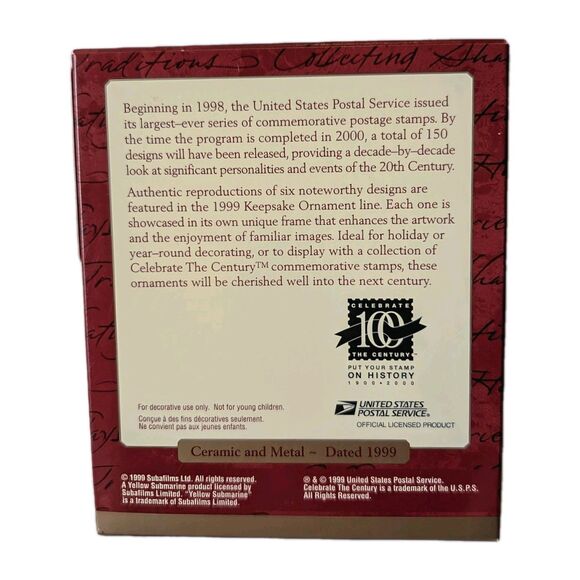 Traditions Collecting Sha
Beginning in 1998, the United States Postal Service issued
its largest–ever series of commemorative postage stamps. By
the time the program is completed in 2000, a total of 150
designs will have been released, providing a decade–by–decade
look at significant personalities and events of the 20th Century.
Authentic reproductions of six noteworthy designs are
featured in the 1999 Keepsake Ornament line. Each one is
showcased in its own unique frame that enhances the artwork
and the enjoyment of familiar images. Ideal for holiday or
year–round decorating, or to display with a collection of
Celebrate The Century™ commemorative stamps, these
ornaments will be cherished well into the next century.
CELEBRATE
100
THE CENTURY™
PUT YOUR STAMP
ON HISTORY
1900•2000
UNITED STATES
POSTAL SERVICE®
OFFICIAL LICENSED PRODUCT
For decorative use only. Not for young children.
Conçue à des fins décoratives seulement.
Ne convient pas aux jeunes enfants.
Ceramic and Metal ~ Dated 1999
© 1999 Subafilms Ltd. All rights reserved.
A Yellow Submarine product licensed by
Subafilms Limited. "Yellow Submarine"
is a trademark of Subafilms Limited.
® & © 1999 United States Postal Service.
Celebrate The Century is a trademark of the U.S.P.S.
All Rights Reserved.